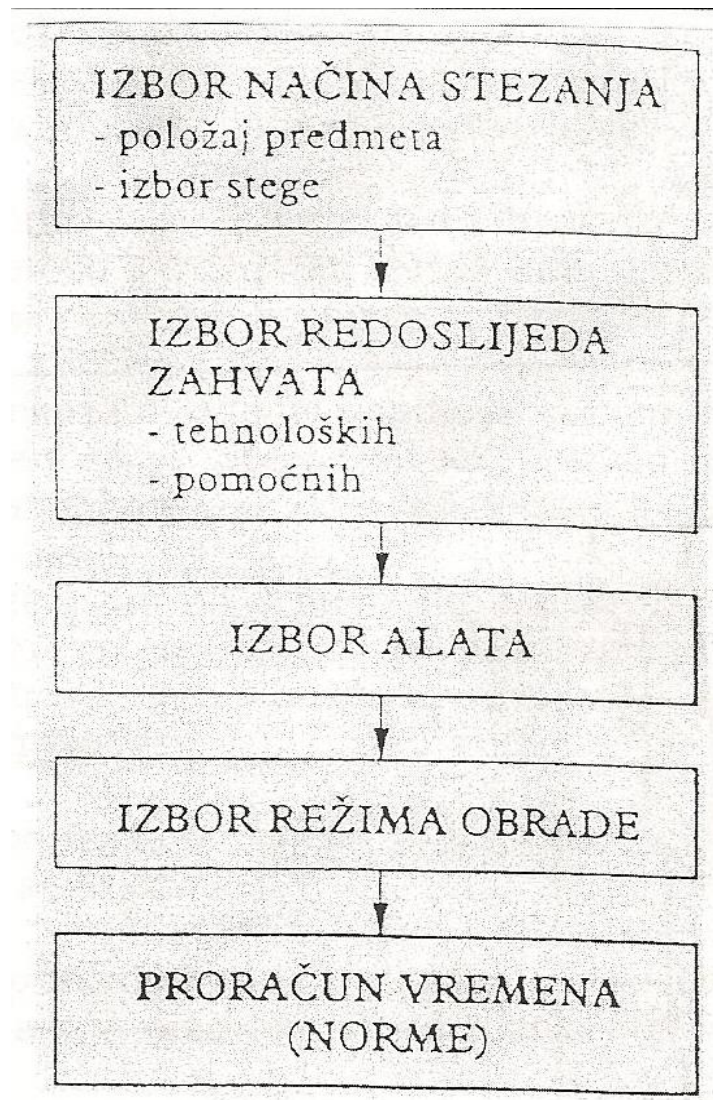 IZBOR NAČINA STEZANJA
- položaj predmeta
- izbor stege
IZBOR REDOSLIJEDA
ZAHVATA
- tehnoloških
- pomoćnih
IZBOR ALATA
IZBOR REŽIMA OBRADE
PRORAČUN VREMENA
(NORME)